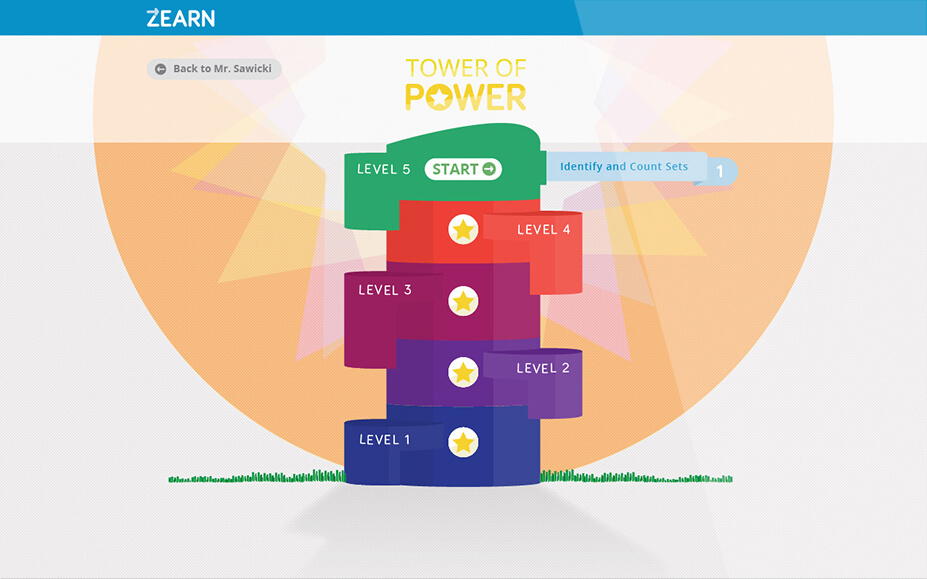 ZEARN
Back to Mr. Sawicki
TOWER OF
POWER
LEVEL 5
START
Identify and Count Sets
1
LEVEL 4
LEVEL 3
LEVEL 2
LEVEL 1